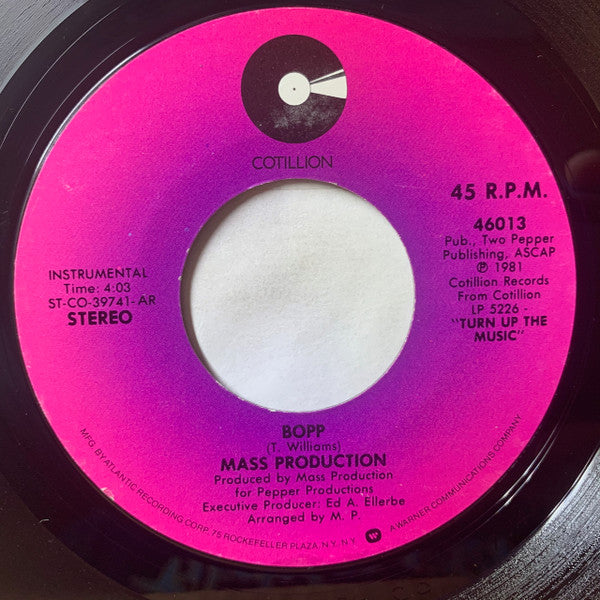 COTILLION
45 R.P.M.
46013
Pub., Two Pepper
Publishing, ASCAP
℗ 1981
Cotillion Records
From Cotillion
LP 5226 -
"TURN UP THE
MUSIC"
INSTRUMENTAL
Time: 4:03
ST-CO-39741-AR
STEREO
BOPP
(T. Williams)
MASS PRODUCTION
Produced by Mass Production
for Pepper Productions
Executive Producer: Ed A. Ellerbe
Arranged by M. P.
MFG. BY ATLANTIC RECORDING CORP. 75 ROCKEFELLER PLAZA, N.Y., N.Y. A WARNER COMMUNICATIONS COMPANY